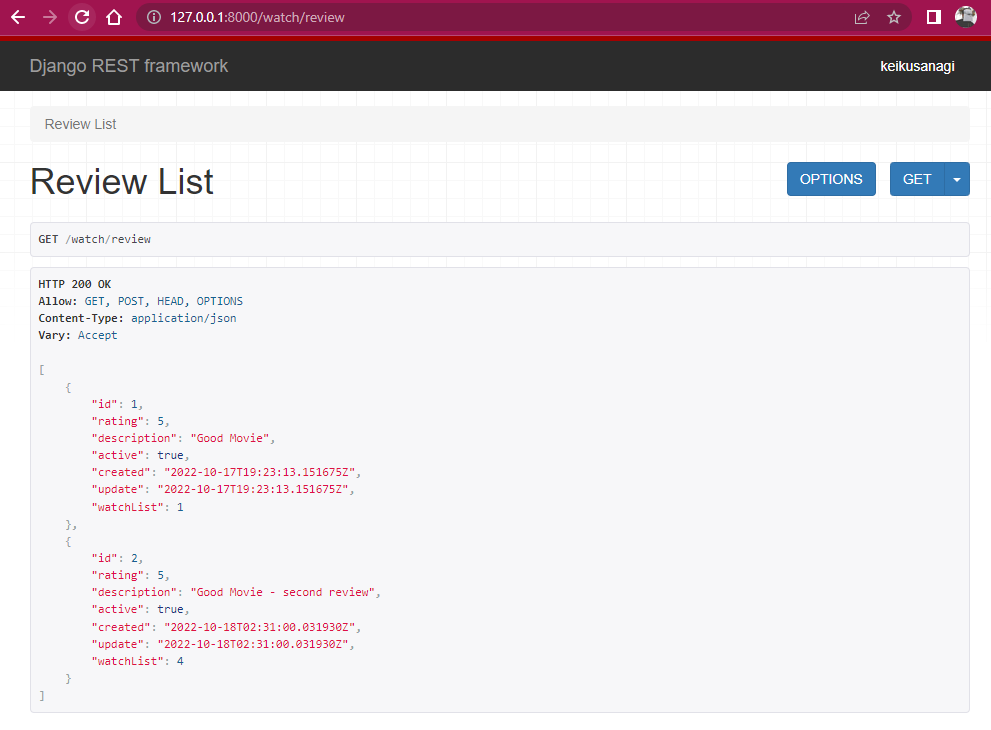 127.0.0.1:8000/watch/review
Django REST framework
keikusanagi
Review List
Review List
OPTIONS
GET
GET /watch/review
HTTP 200 OK
Allow: GET, POST, HEAD, OPTIONS
Content-Type: application/json
Vary: Accept
[
    {
        "id": 1,
        "rating": 5,
        "description": "Good Movie",
        "active": true,
        "created": "2022-10-17T19:23:13.151675Z",
        "update": "2022-10-17T19:23:13.151675Z",
        "watchList": 1
    },
    {
        "id": 2,
        "rating": 5,
        "description": "Good Movie - second review",
        "active": true,
        "created": "2022-10-18T02:31:00.031930Z",
        "update": "2022-10-18T02:31:00.031930Z",
        "watchList": 4
    }
]